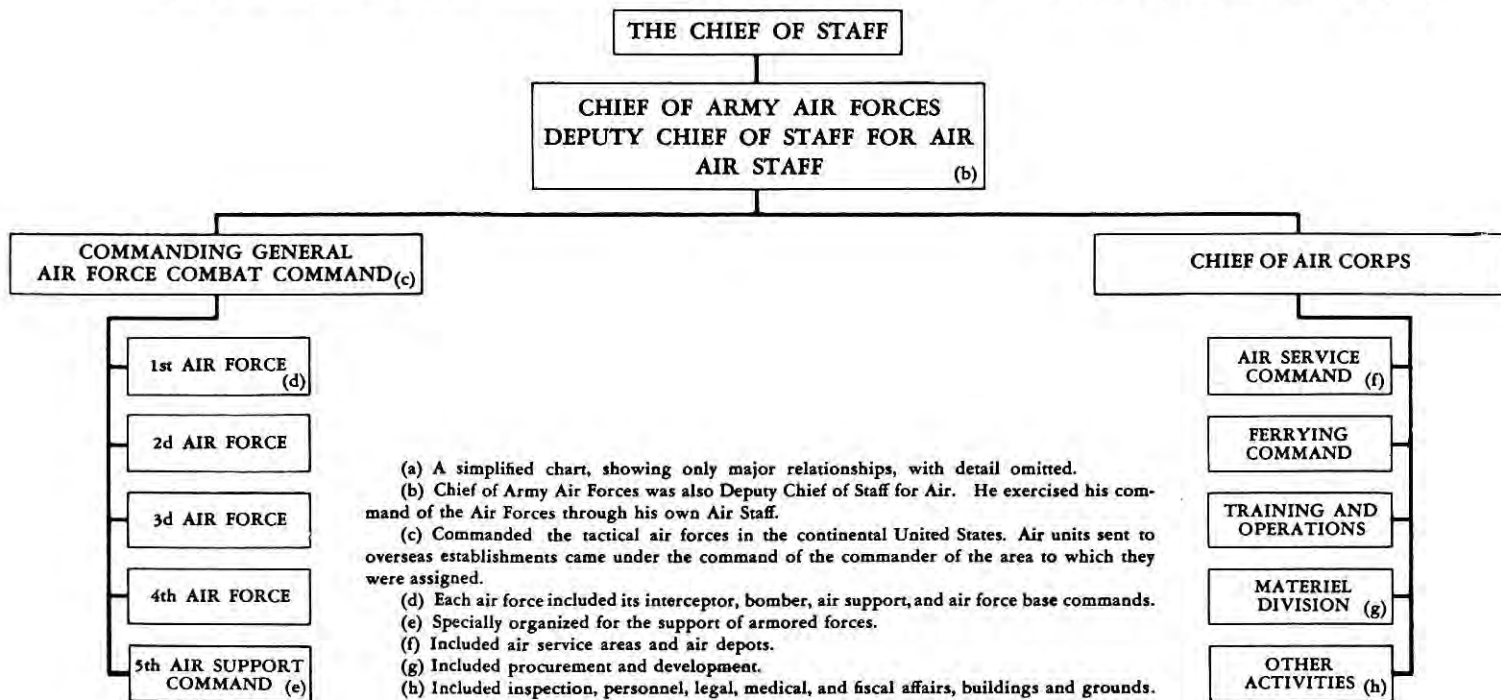 THE CHIEF OF STAFF
CHIEF OF ARMY AIR FORCES
DEPUTY CHIEF OF STAFF FOR AIR
AIR STAFF
(b)
COMMANDING GENERAL
AIR FORCE COMBAT COMMAND (c)
1st AIR FORCE
(d)
2d AIR FORCE
3d AIR FORCE
4th AIR FORCE
5th AIR SUPPORT
COMMAND (e)
CHIEF OF AIR CORPS
AIR SERVICE
COMMAND (f)
FERRYING
COMMAND
TRAINING AND
OPERATIONS
MATERIEL
DIVISION (g)
OTHER
ACTIVITIES (h)
(a) A simplified chart, showing only major relationships, with detail omitted.
(b) Chief of Army Air Forces was also Deputy Chief of Staff for Air. He exercised his com-
mand of the Air Forces through his own Air Staff.
(c) Commanded the tactical air forces in the continental United States. Air units sent to
overseas establishments came under the command of the commander of the area to which they
were assigned.
(d) Each air force included its interceptor, bomber, air support, and air force base commands.
(e) Specially organized for the support of armored forces.
(f) Included air service areas and air depots.
(g) Included procurement and development.
(h) Included inspection, personnel, legal, medical, and fiscal affairs, buildings and grounds.